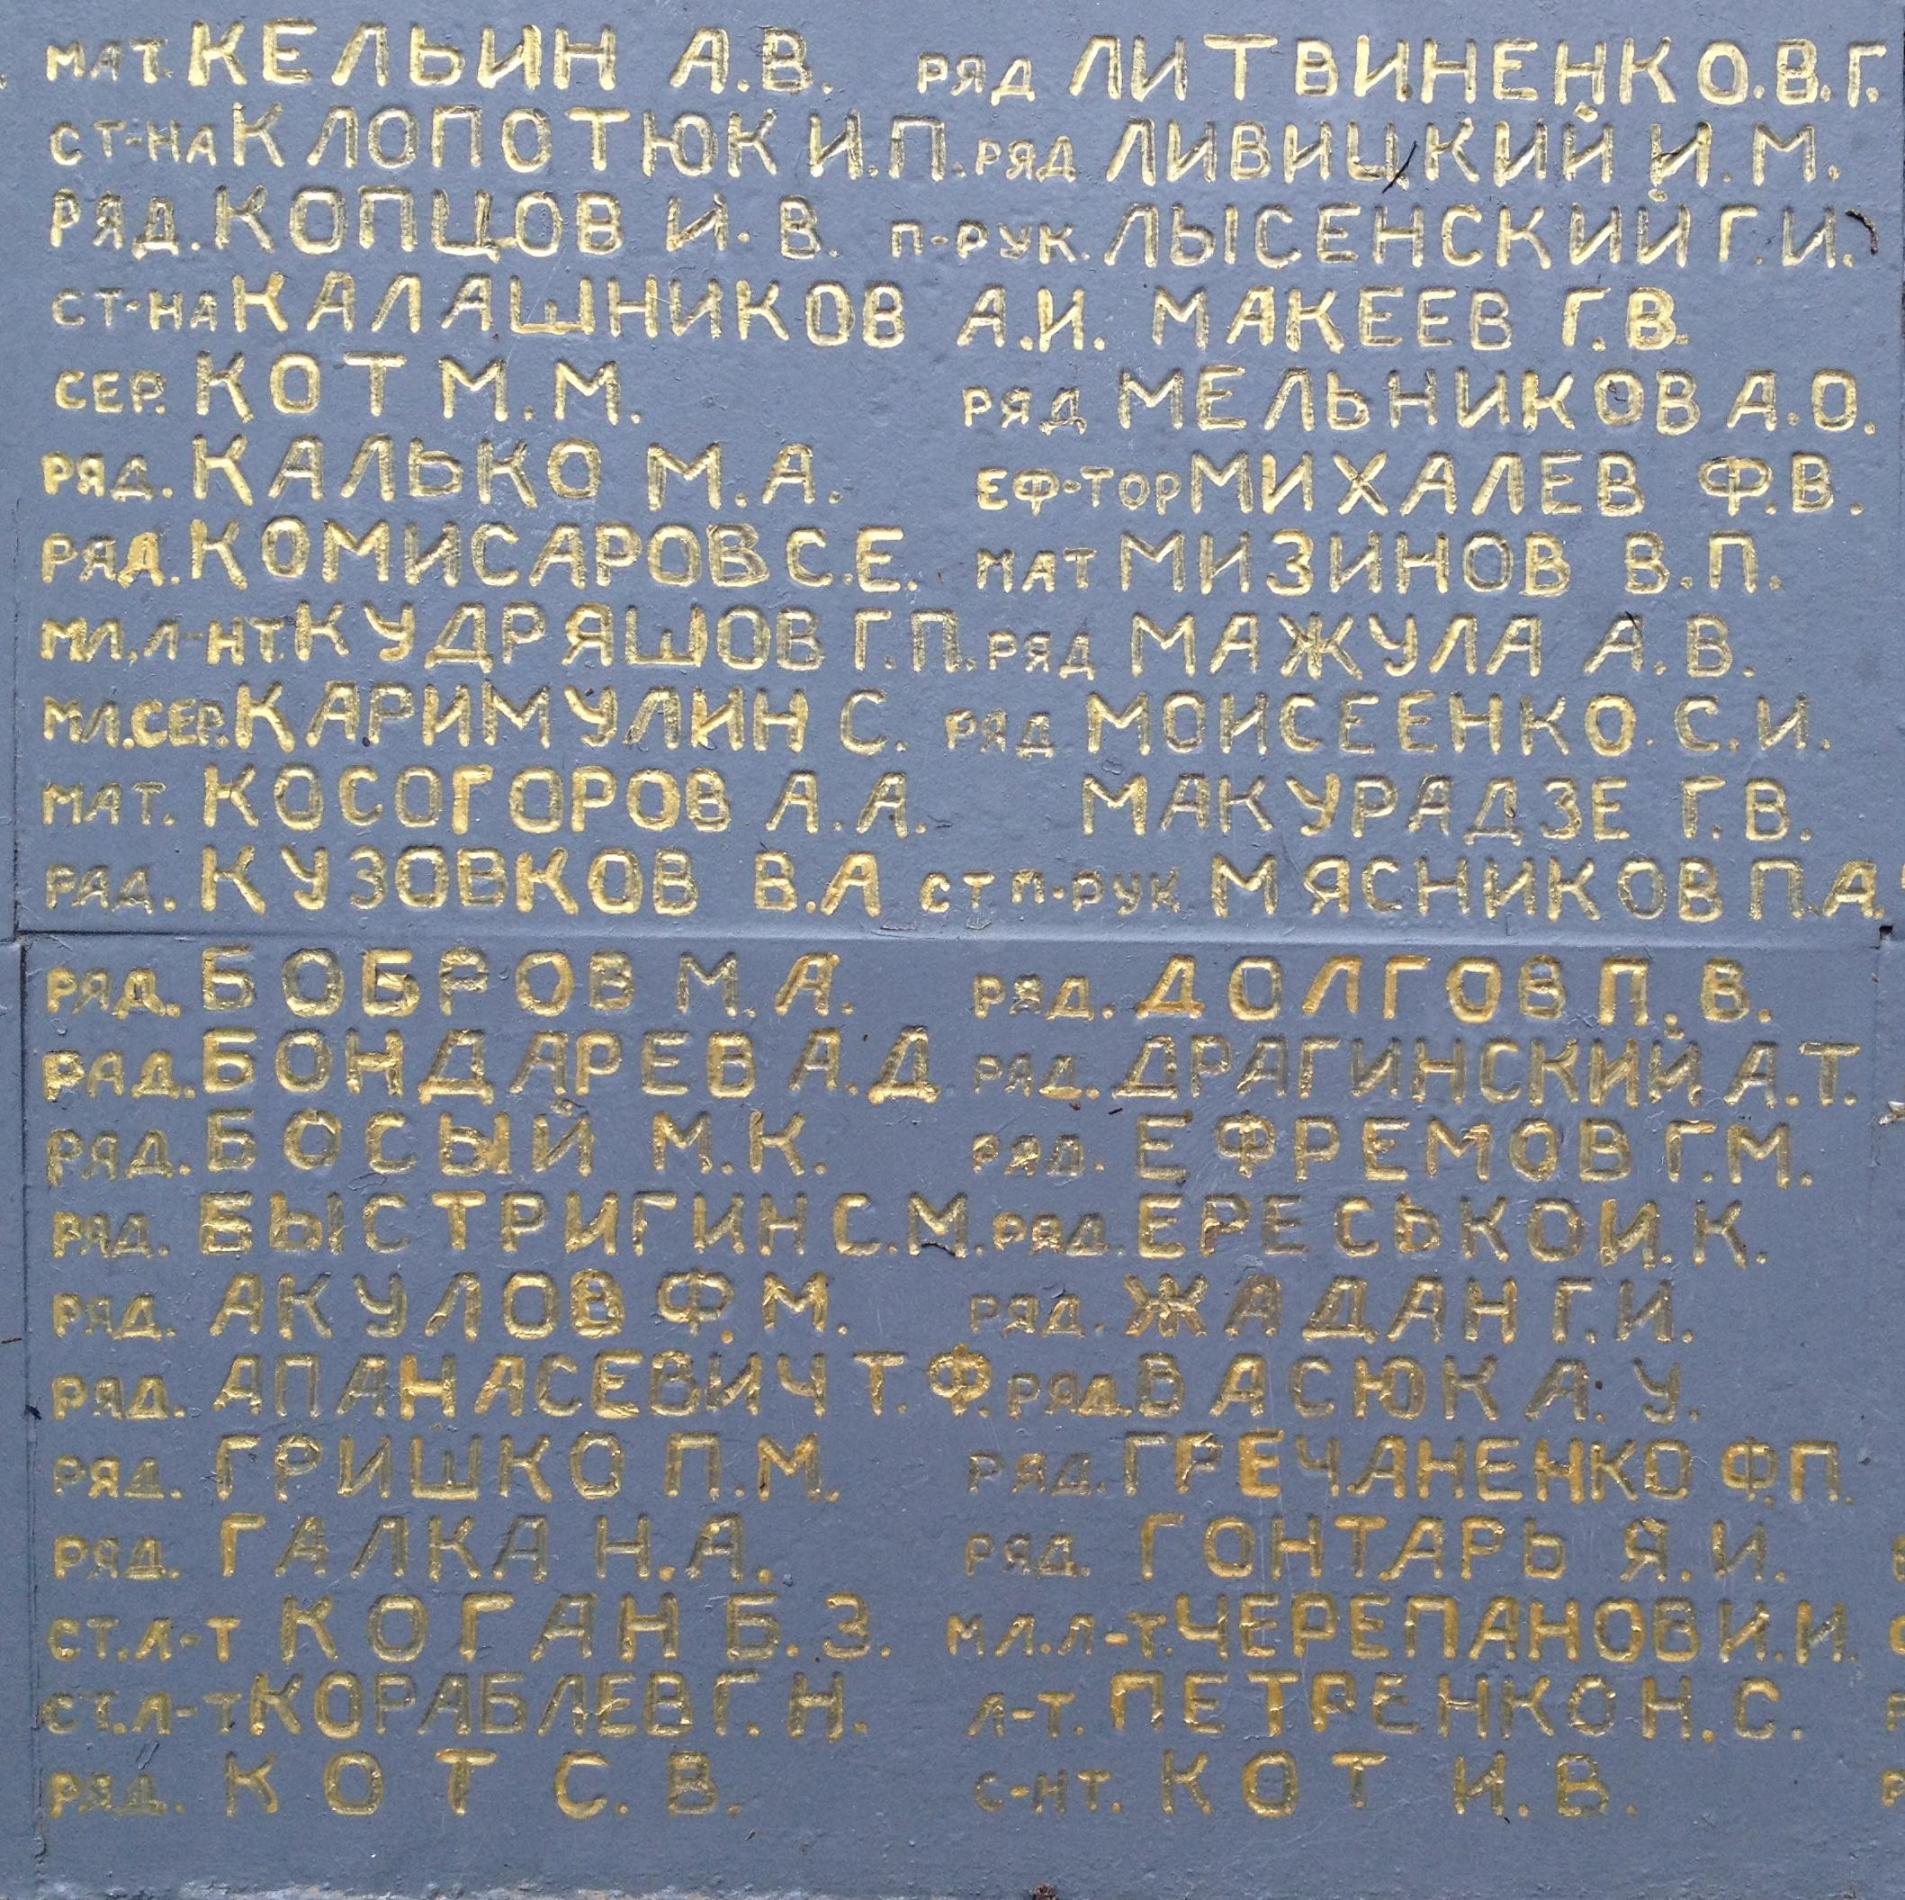 МАТ. КЕЛЬИН А.В.
СТ-НА КЛОПОТЮК И.П.
РЯД. КОПЦОВ И.В.
СТ-НА КАЛАШНИКОВ А.И.
СЕР. КОТ М.М.
РЯД. КАЛЬКО М.А.
РЯД. КОМИСАРОВ С.Е.
МЛ.Л-НТ. КУДРЯШОВ Г.П.
МЛ.СЕР. КАРИМУЛИН С.
МАТ. КОСОГОРОВ А.А.
РЯД. КУЗОВКОВ В.А
РЯД ЛИТВИНЕНКО.В.Г.
РЯД ЛИВИЦКИЙ И.М.
П-РУК. ЛЫСЕНСКИЙ Г.И.
МАКЕЕВ Г.В.
РЯД МЕЛЬНИКОВ А.О.
ЕФ-ТОР МИХАЛЕВ Ф.В.
МАТ МИЗИНОВ В.П.
РЯД МАЖУЛА А.В.
РЯД МОИСЕЕНКО.С.И.
МАКУРАДЗЕ Г.В.
СТ П-РУК МЯСНИКОВ П.А.
РЯД. БОБРОВ М.А.
РЯД. БОНДАРЕВ А.Д
РЯД. БОСЫЙ М.К.
РЯД. БЫСТРИГИН С.М.
РЯД. АКУЛОВ Ф.М.
РЯД. АПАНАСЕВИЧ Т.Ф.
РЯД. ГРИШКО П.М.
РЯД. ГАЛКА Н.А.
СТ.Л-Т КОГАН Б.З.
СТ.Л-Т КОРАБЛЕВ Г.Н.
РЯД. КОТ С.В.
РЯД. ДОЛГОВ П.В.
РЯД. ДРАГИНСКИЙ А.Т.
РЯД. ЕФРЕМОВ Г.М.
РЯД. ЕРЕСЬКО И.К.
РЯД. ЖАДАН Г.И.
РЯД. ВАСЮК А.У.
РЯД. ГРЕЧАНЕНКО Ф.П.
РЯД. ГОНТАРЬ Я.И.
МЛ.Л-Т. ЧЕРЕПАНОВ И.И.
Л-Т. ПЕТРЕНКО Н.С.
С-НТ. КОТ И.В.